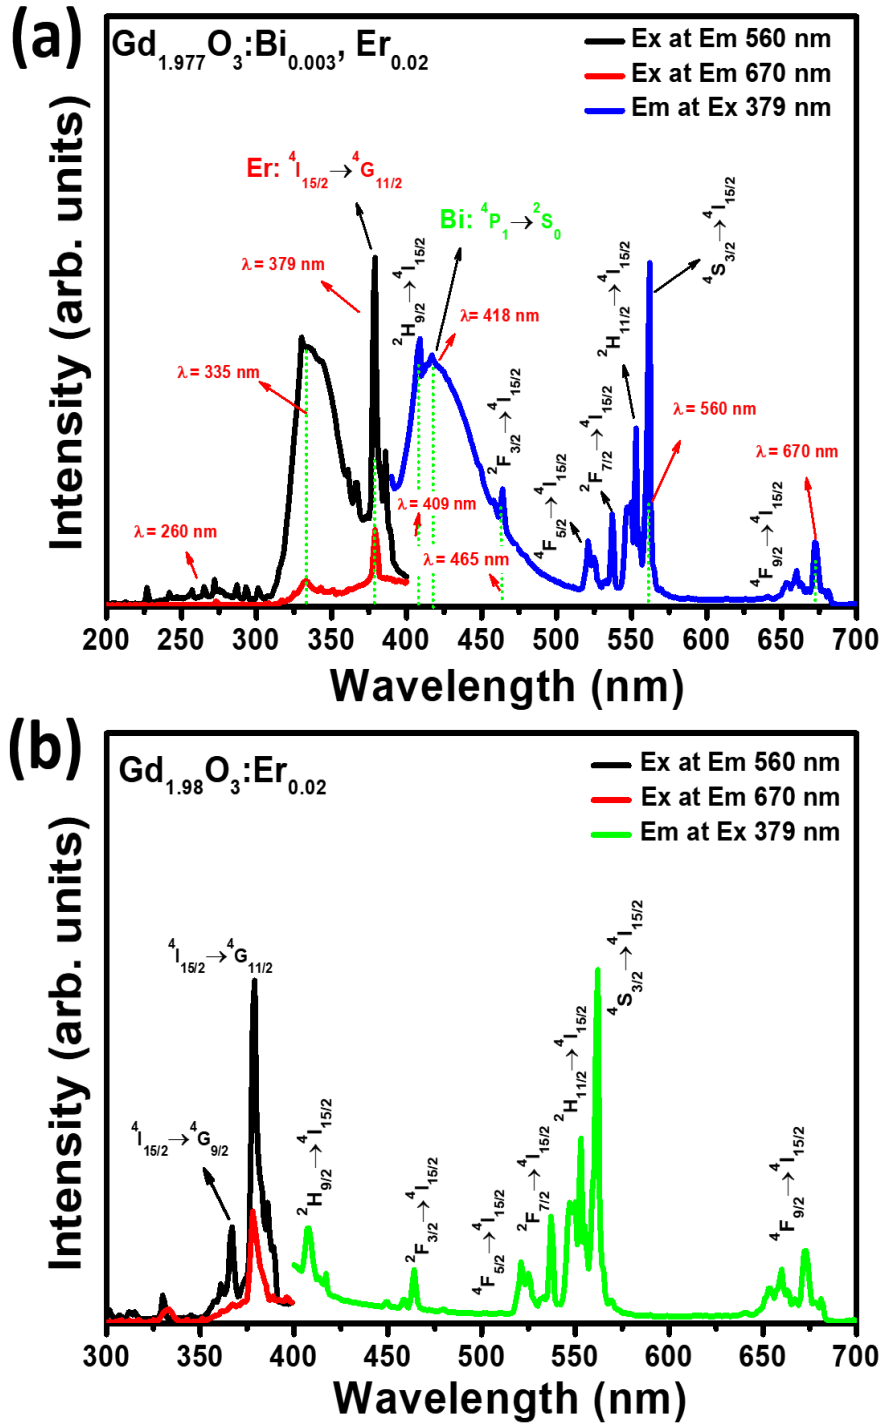 (a)
Gd1.977O3:Bi0.003, Er0.02
Ex at Em 560 nm
Ex at Em 670 nm
Em at Ex 379 nm
Er: 4I15/2→4G11/2
Bi: 4P1→2S0
4S3/2→4I15/2
λ = 379 nm
2H9/2→4I15/2
λ= 418 nm
2H11/2→4I15/2
λ = 335 nm
2F3/2→4I15/2
2F7/2→4I15/2
λ = 560 nm
4F5/2→4I15/2
λ = 670 nm
λ = 260 nm
λ = 409 nm
λ = 465 nm
4F9/2→4I15/2
Intensity (arb. units)
200 250 300 350 400 450 500 550 600 650 700
Wavelength (nm)
(b)
Gd1.98O3:Er0.02
Ex at Em 560 nm
Ex at Em 670 nm
Em at Ex 379 nm
4I15/2→4G11/2
4S3/2→4I15/2
4I15/2→4G9/2
2H9/2→4I15/2
2F3/2→4I15/2
4F5/2→4I15/2
2F7/2→4I15/2
2H11/2→4I15/2
4F9/2→4I15/2
Intensity (arb. units)
300 350 400 450 500 550 600 650 700
Wavelength (nm)